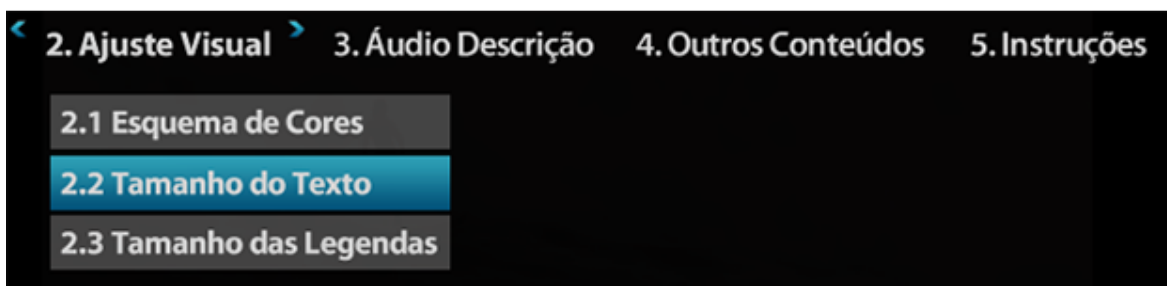 2. Ajuste Visual 3. Áudio Descrição 4. Outros Conteúdos 5. Instruções
2.1 Esquema de Cores
2.2 Tamanho do Texto
2.3 Tamanho das Legendas